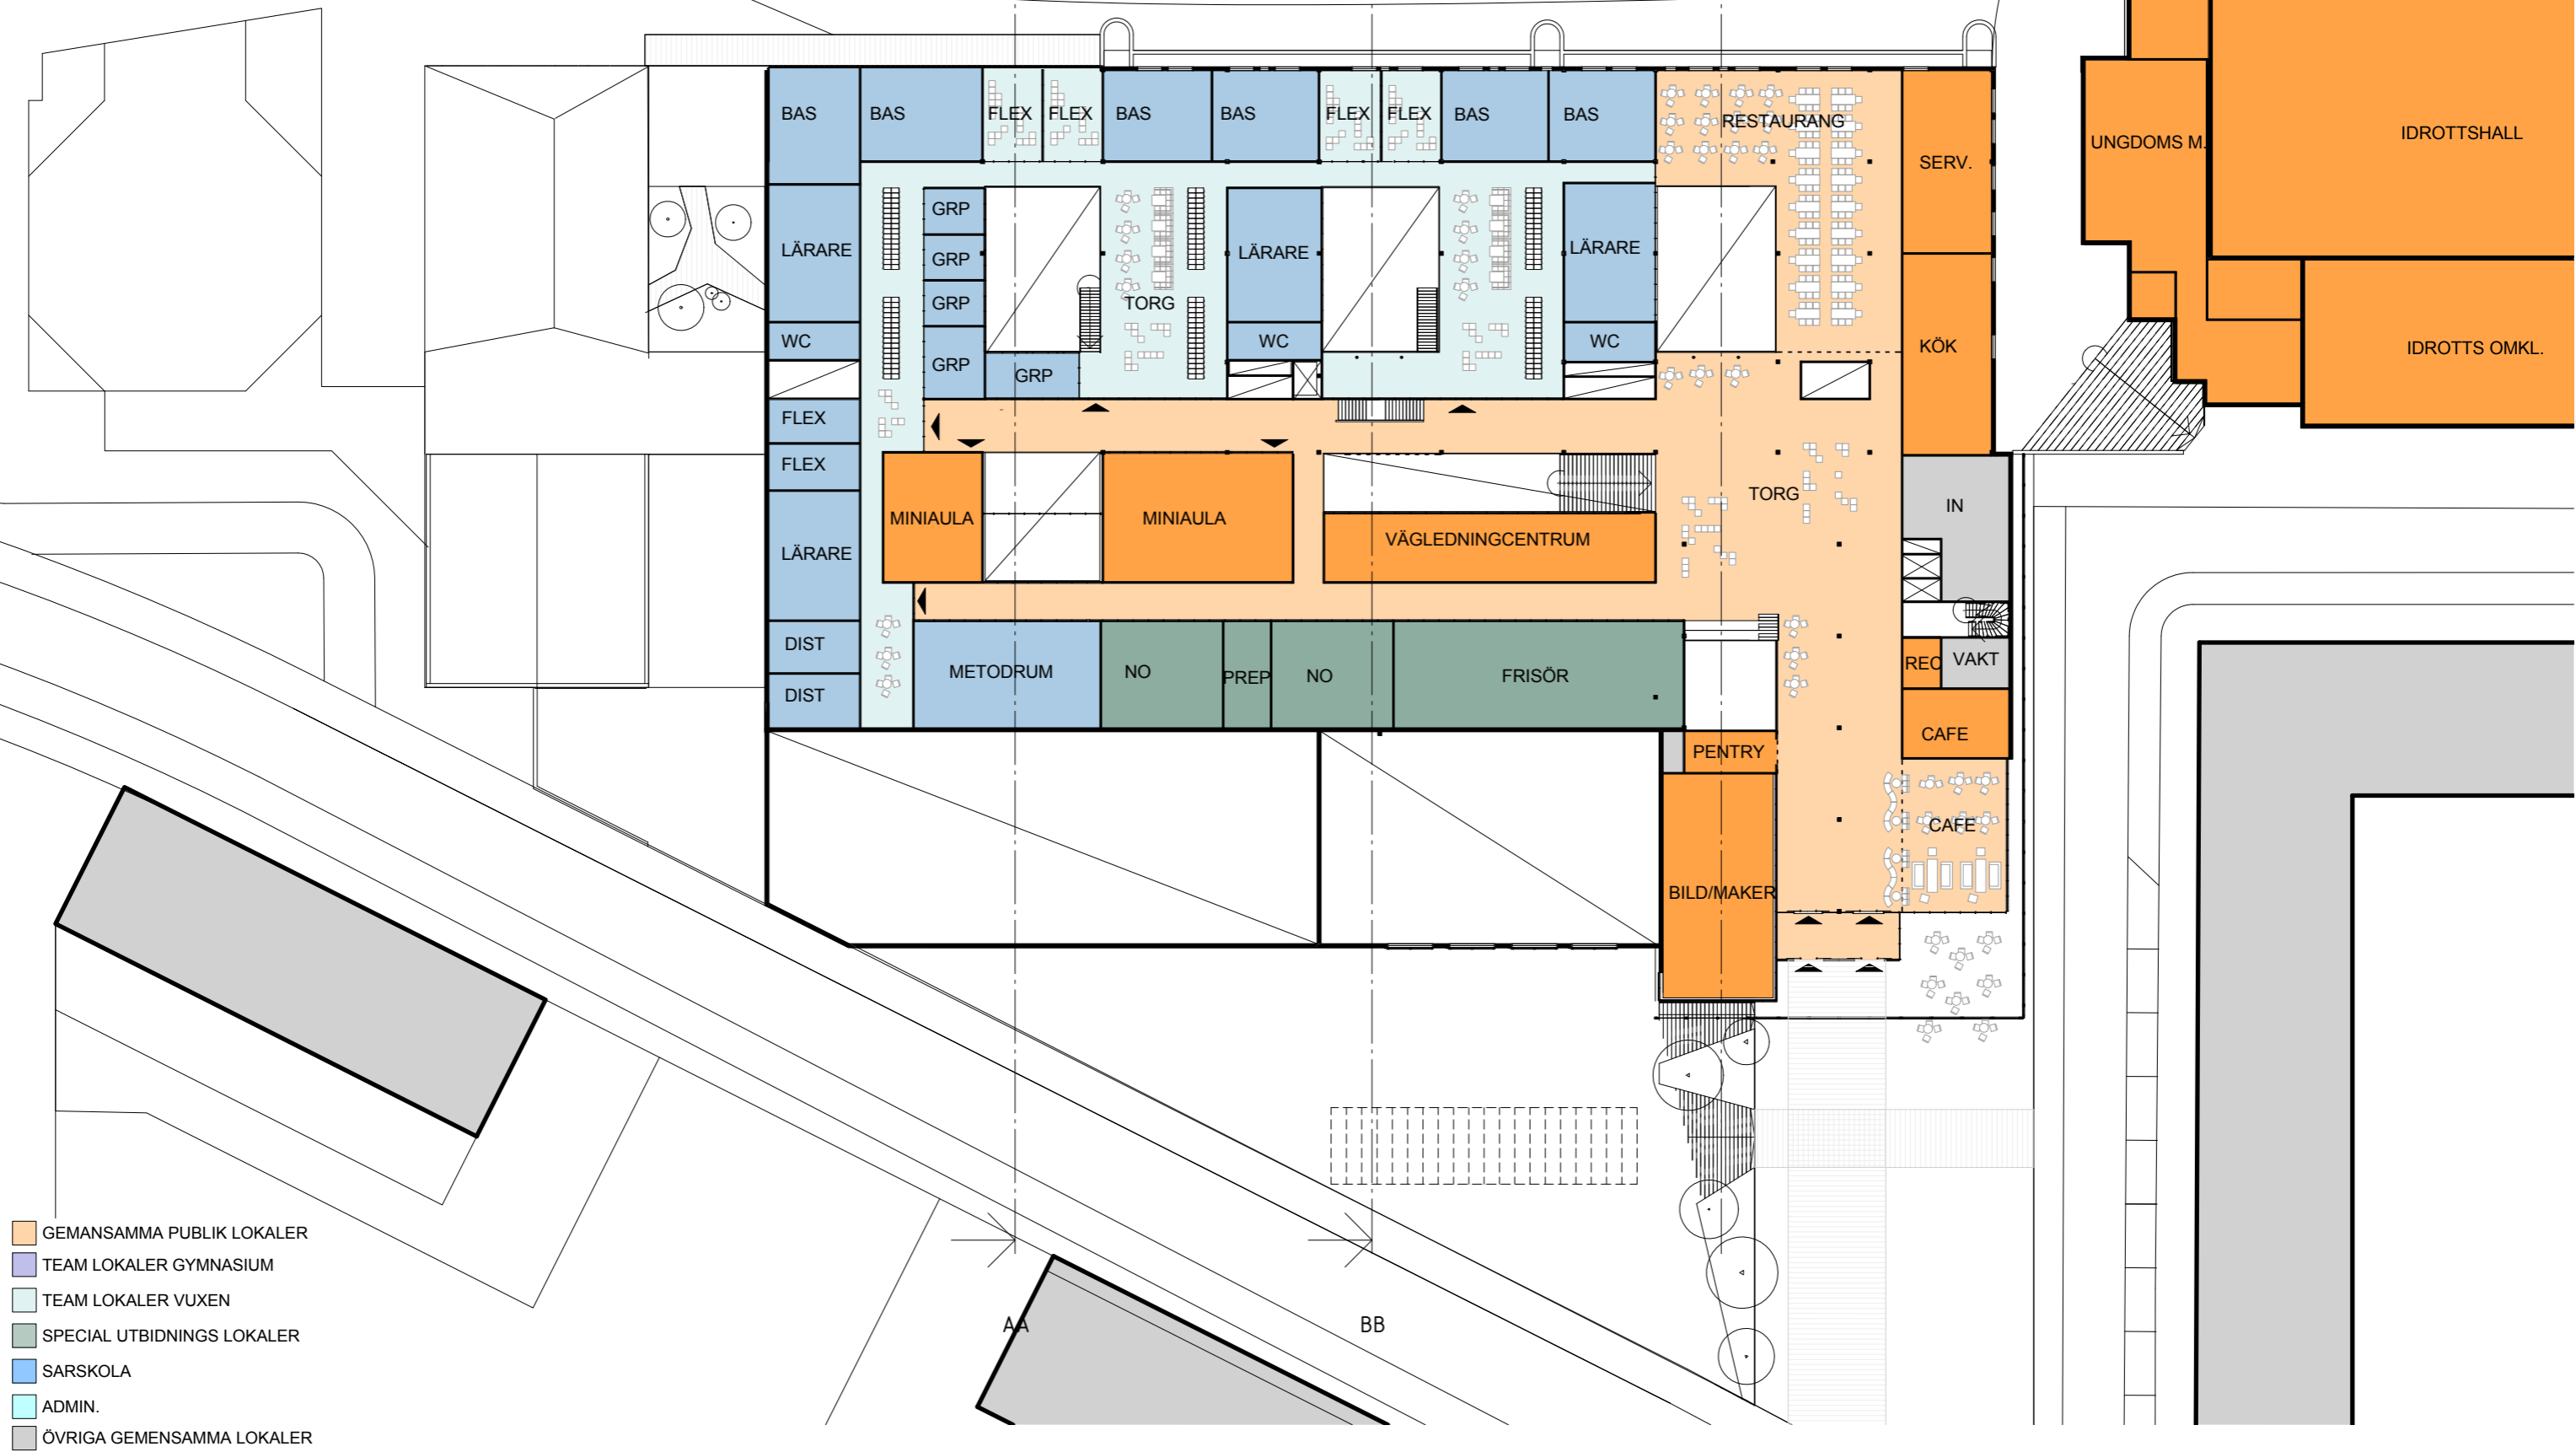 BAS
BAS
FLEX
FLEX
BAS
BAS
FLEX
FLEX
BAS
BAS
RESTAURANG
SERV.
UNGDOMS M.
IDROTTSHALL
LÄRARE
GRP
GRP
GRP
GRP
GRP
TORG
LÄRARE
LÄRARE
WC
WC
WC
KÖK
IDROTTS OMKL.
FLEX
FLEX
LÄRARE
MINIAULA
MINIAULA
VÄGLEDNINGCENTRUM
TORG
IN
DIST
DIST
METODRUM
NO
PREP
NO
FRISÖR
REC
VAKT
CAFE
PENTRY
CAFE
BILD/MAKER
AA
BB
GEMANSAMMA PUBLIK LOKALER
TEAM LOKALER GYMNASIUM
TEAM LOKALER VUXEN
SPECIAL UTBIDNINGS LOKALER
SARSKOLA
ADMIN.
ÖVRIGA GEMENSAMMA LOKALER